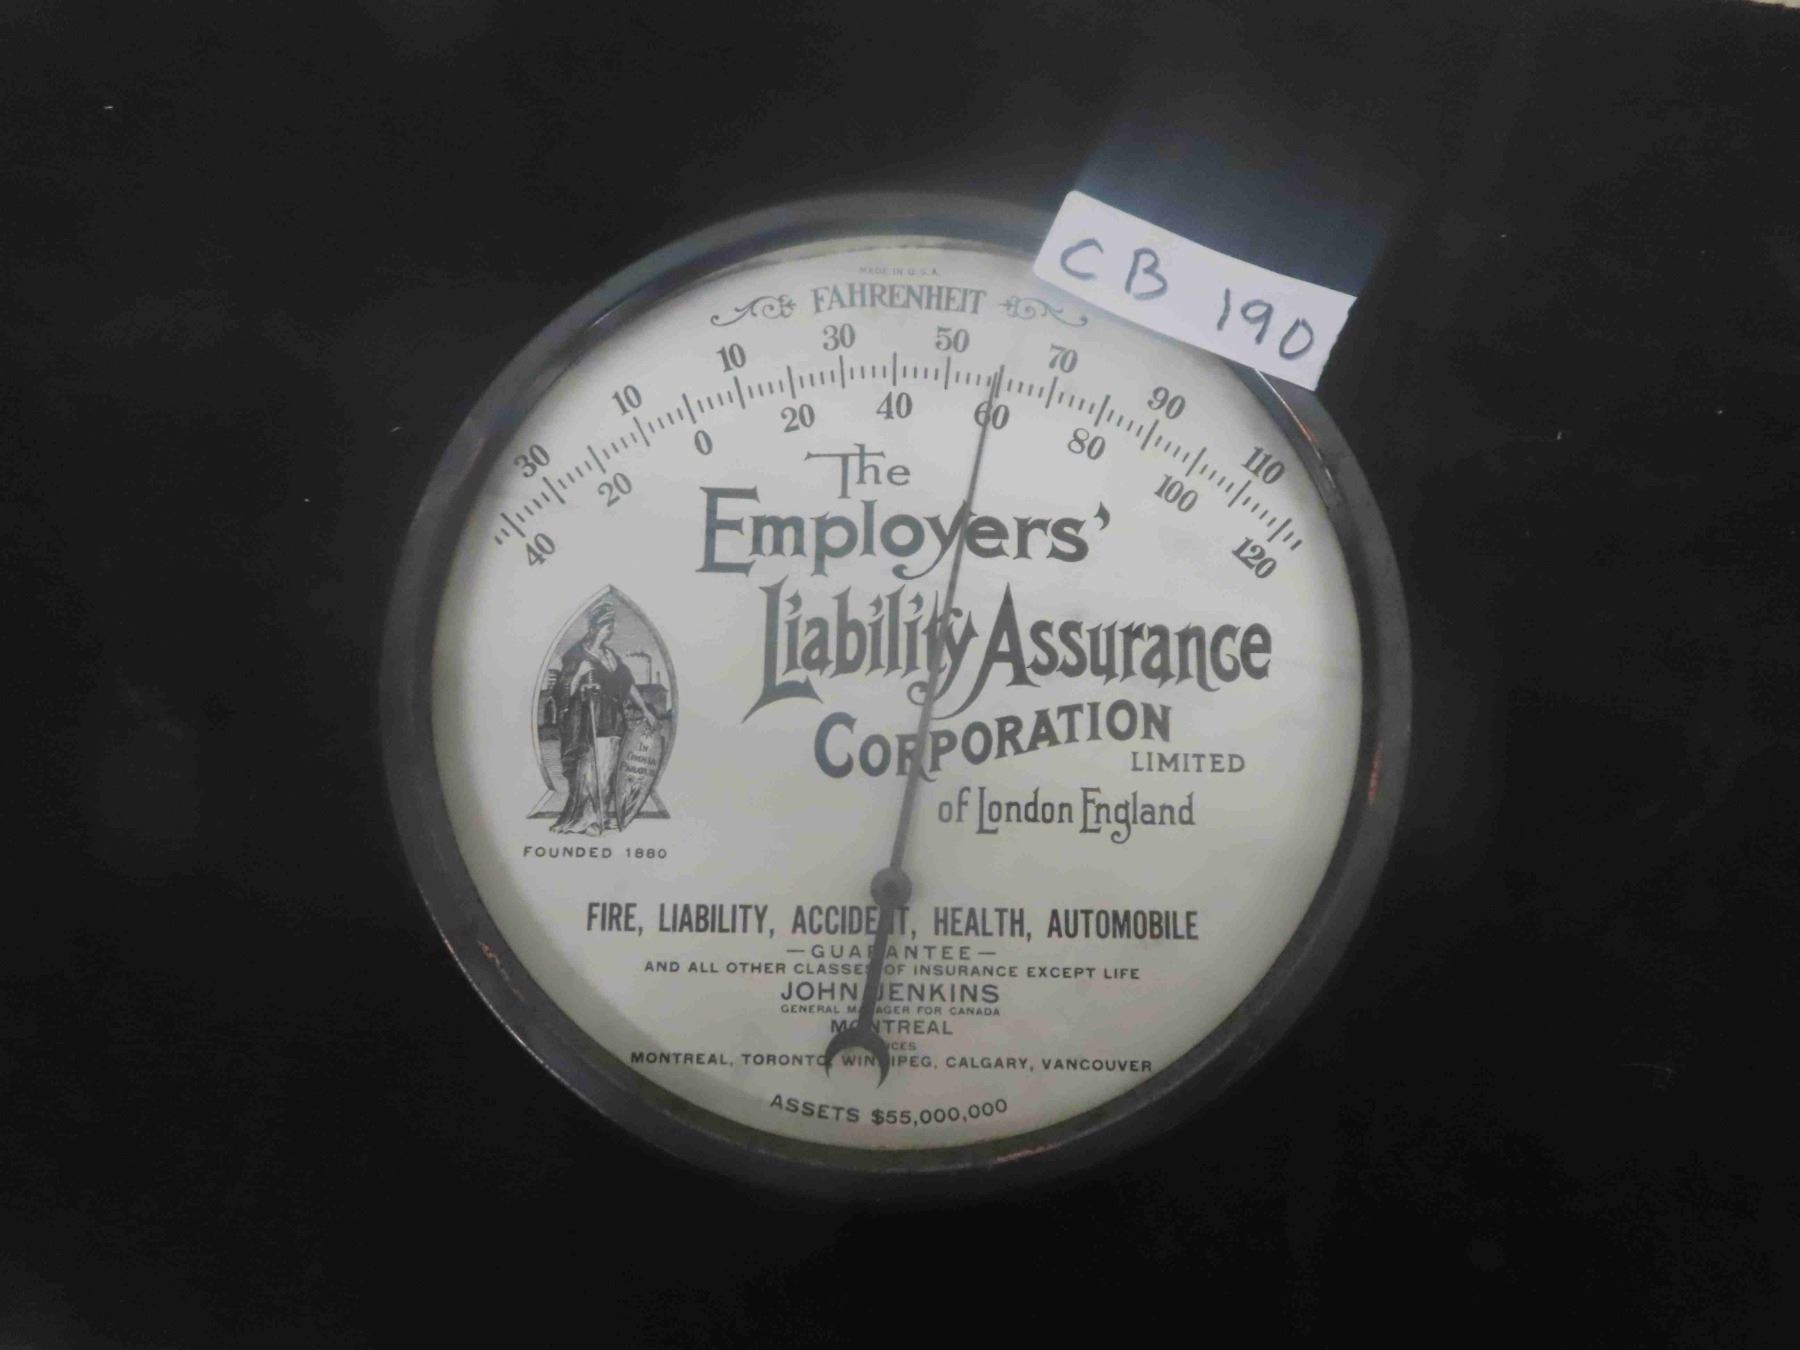 CB 190
MADE IN U.S.A.
FAHRENHEIT
30 10 10 30 50 70 90 110
40 20 0 20 40 60 80 100 120
The
Employers'
Liability Assurance
CORPORATION
LIMITED
of London England
IN
FOUNDED 1880
FIRE, LIABILITY, ACCIDENT, HEALTH, AUTOMOBILE
—GUARANTEE—
AND ALL OTHER CLASSES OF INSURANCE EXCEPT LIFE
JOHN JENKINS
GENERAL MANAGER FOR CANADA
MONTREAL
MONTREAL, TORONTO, WINNIPEG, CALGARY, VANCOUVER
ASSETS $55,000,000